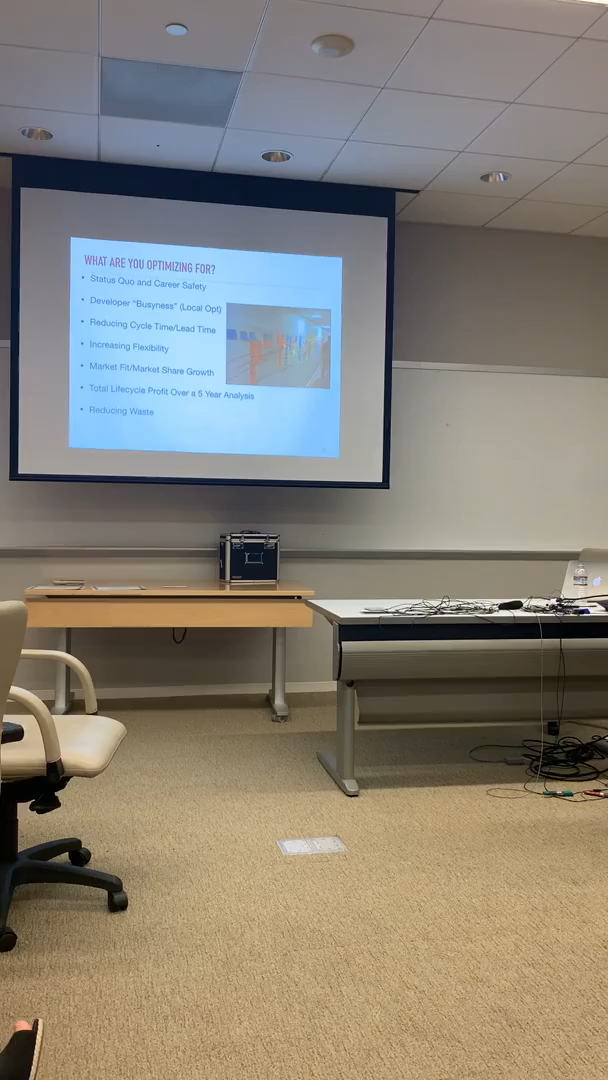 WHAT ARE YOU OPTIMIZING FOR?
• Status Quo and Career Safety
• Developer "Busyness" (Local Opt)
• Reducing Cycle Time/Lead Time
• Increasing Flexibility
• Market Fit/Market Share Growth
• Total Lifecycle Profit Over a 5 Year Analysis
• Reducing Waste